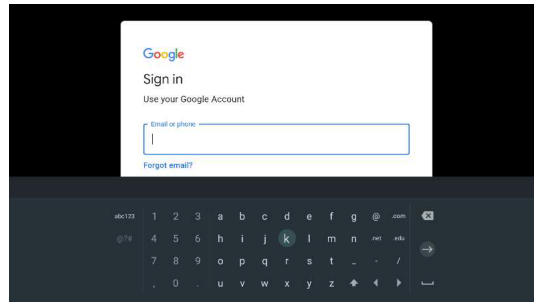 Google
Sign in
Use your Google Account
Email or phone
Forgot email?
abc123 1 2 3 a b c d e f g @ .com
@?# 4 5 6 h i j k l m n .net .edu
7 8 9 o p q r s t _ - /
, 0 . u v w x y z